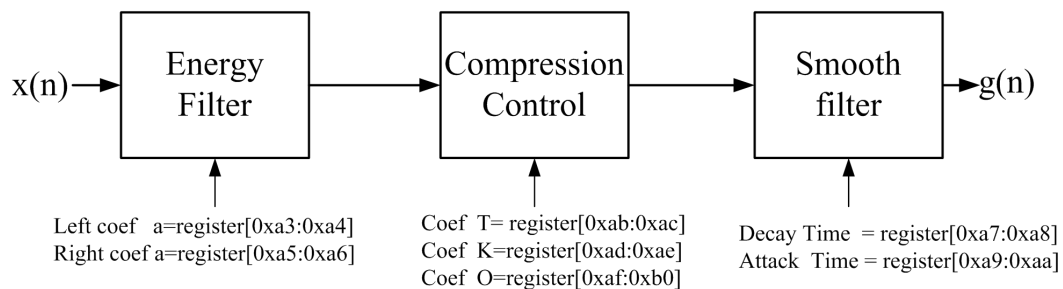 x(n)
Energy
Filter
Compression
Control
Smooth
filter
g(n)
Left coef a=register[0xa3:0xa4]
Right coef a=register[0xa5:0xa6]
Coef T= register[0xab:0xac]
Coef K=register[0xad:0xae]
Coef O=register[0xaf:0xb0]
Decay Time = register[0xa7:0xa8]
Attack Time = register[0xa9:0xaa]